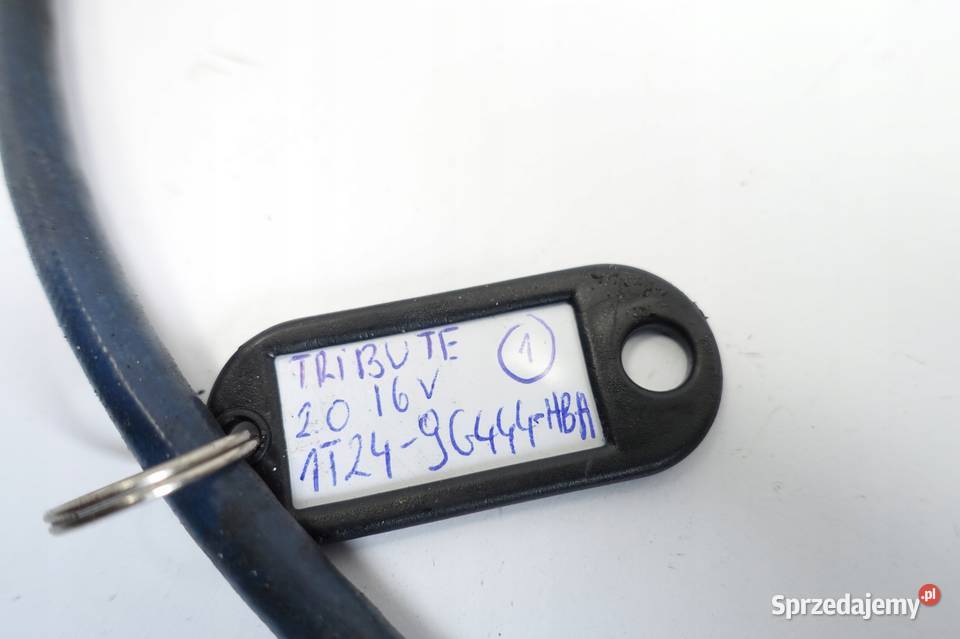 TRIBUTE 1
2.0 16V
1T24-9G444-HBA
Sprzedajemy.pl